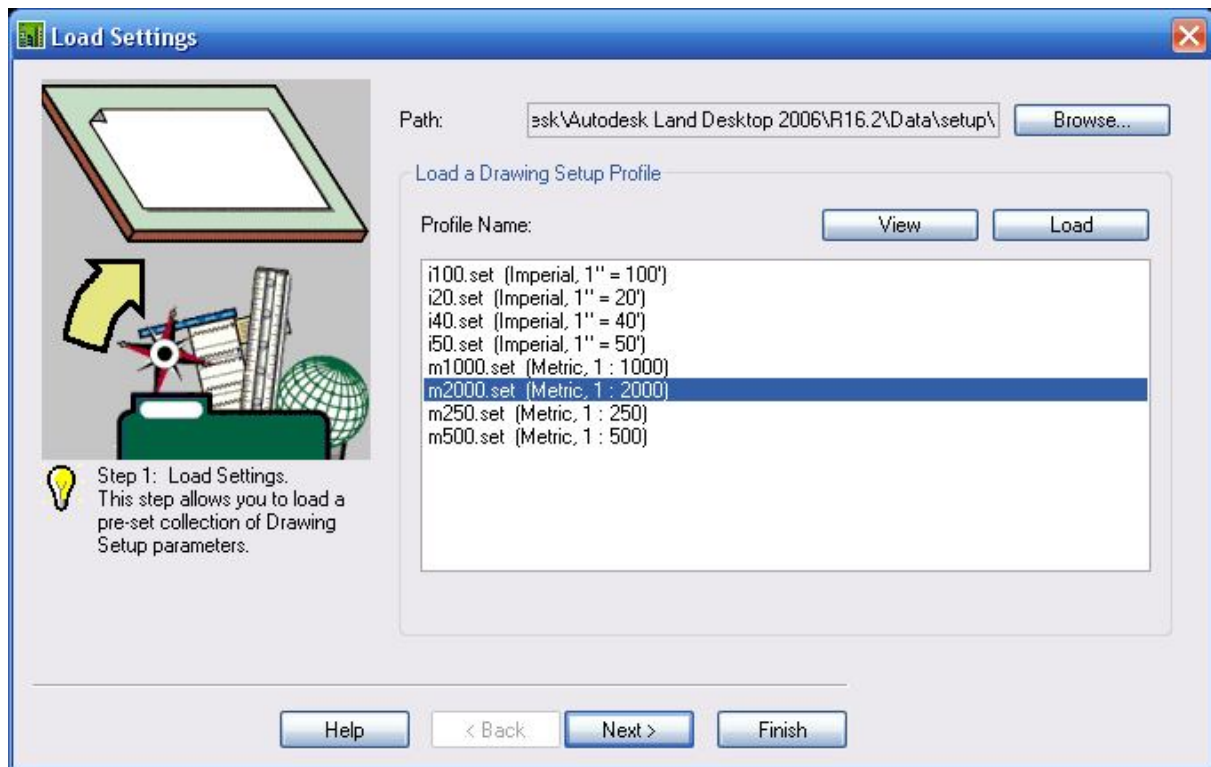 Load Settings
Path: esk\Autodesk Land Desktop 2006\R16.2\Data\setup\ Browse...
Load a Drawing Setup Profile
Profile Name: View Load
i100.set (Imperial, 1" = 100')
i20.set (Imperial, 1" = 20')
i40.set (Imperial, 1" = 40')
i50.set (Imperial, 1" = 50')
m1000.set (Metric, 1 : 1000)
m2000.set (Metric, 1 : 2000)
m250.set (Metric, 1 : 250)
m500.set (Metric, 1 : 500)
Step 1: Load Settings.
This step allows you to load a
pre-set collection of Drawing
Setup parameters.
Help < Back Next > Finish